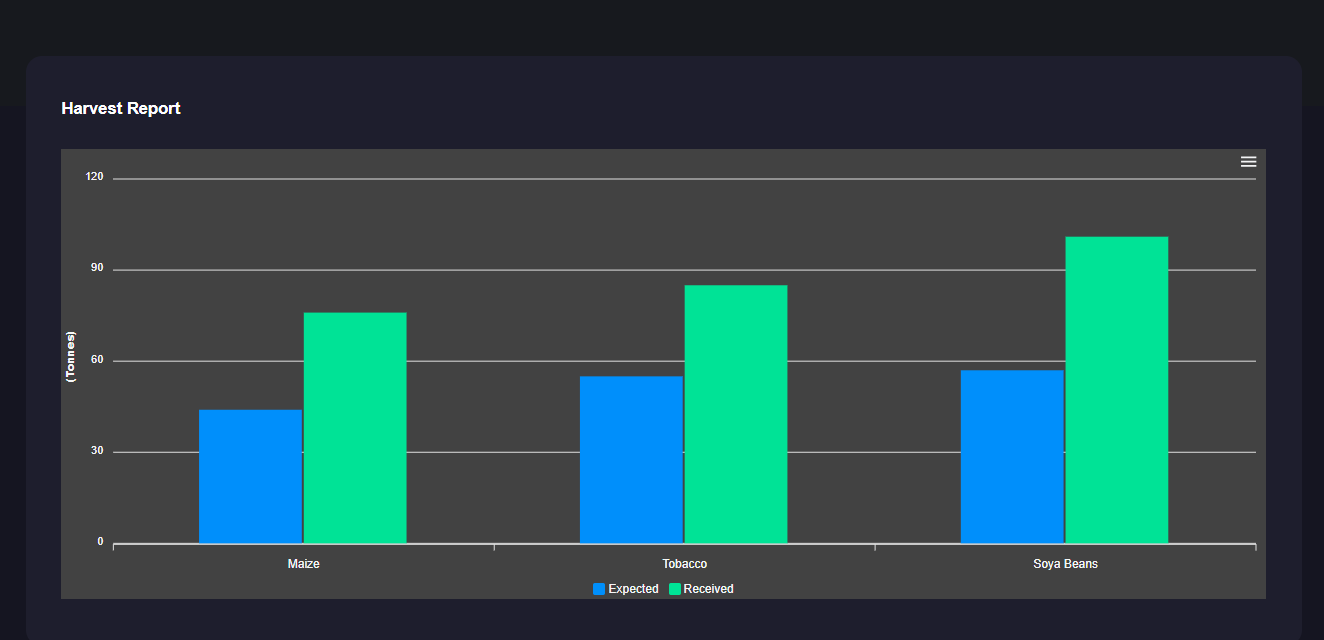 Harvest Report
120
90
60
30
0
(Tonnes)
Maize Tobacco Soya Beans
Expected Received